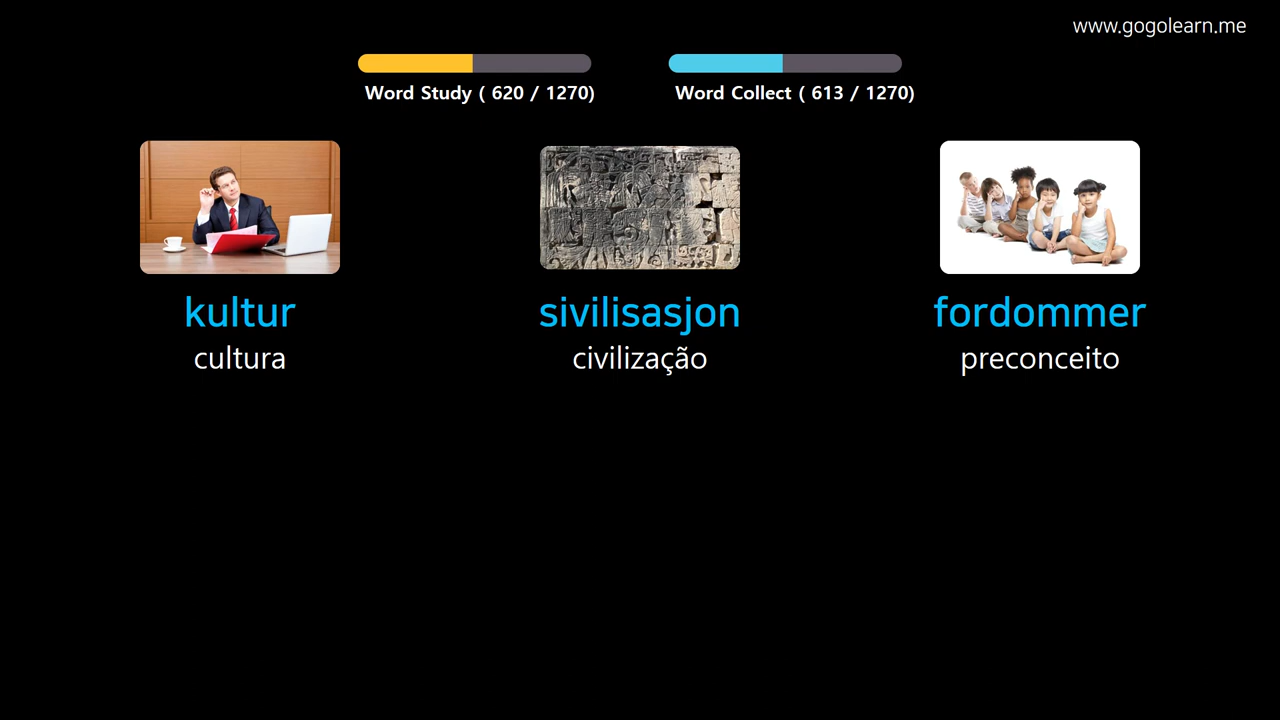 www.gogolearn.me
Word Study ( 620 / 1270)
Word Collect ( 613 / 1270)
kultur
cultura
sivilisasjon
civilização
fordommer
preconceito